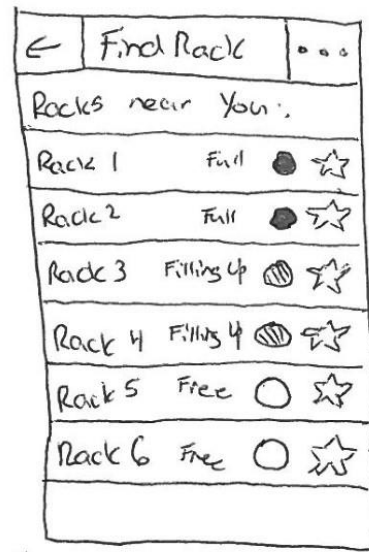 ← Find Rack ...
Racks near You:
Rack 1 Full
Rack 2 Full
Rack 3 Filling up
Rack 4 Filling up
Rack 5 Free
Rack 6 Free